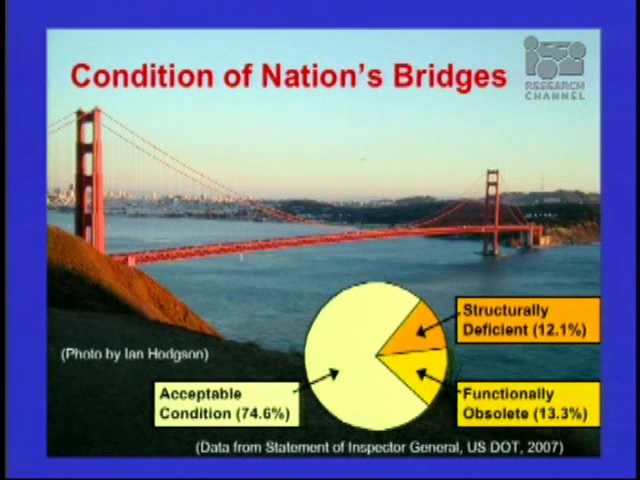 Condition of Nation's Bridges
RESEARCH
CHANNEL
Structurally
Deficient (12.1%)
(Photo by Ian Hodgson)
Acceptable
Condition (74.6%)
Functionally
Obsolete (13.3%)
(Data from Statement of Inspector General, US DOT, 2007)